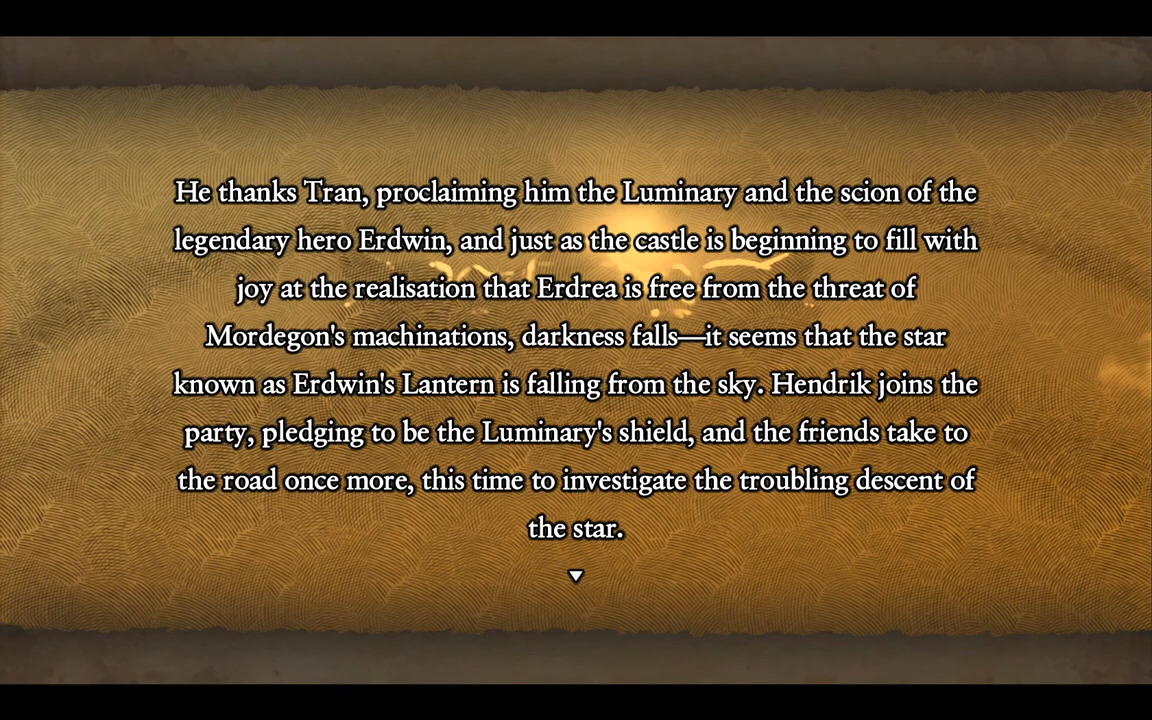 He thanks Tran, proclaiming him the Luminary and the scion of the
legendary hero Erdwin, and just as the castle is beginning to fill with
joy at the realisation that Erdrea is free from the threat of
Mordegon's machinations, darkness falls—it seems that the star
known as Erdwin's Lantern is falling from the sky. Hendrik joins the
party, pledging to be the Luminary's shield, and the friends take to
the road once more, this time to investigate the troubling descent of
the star.